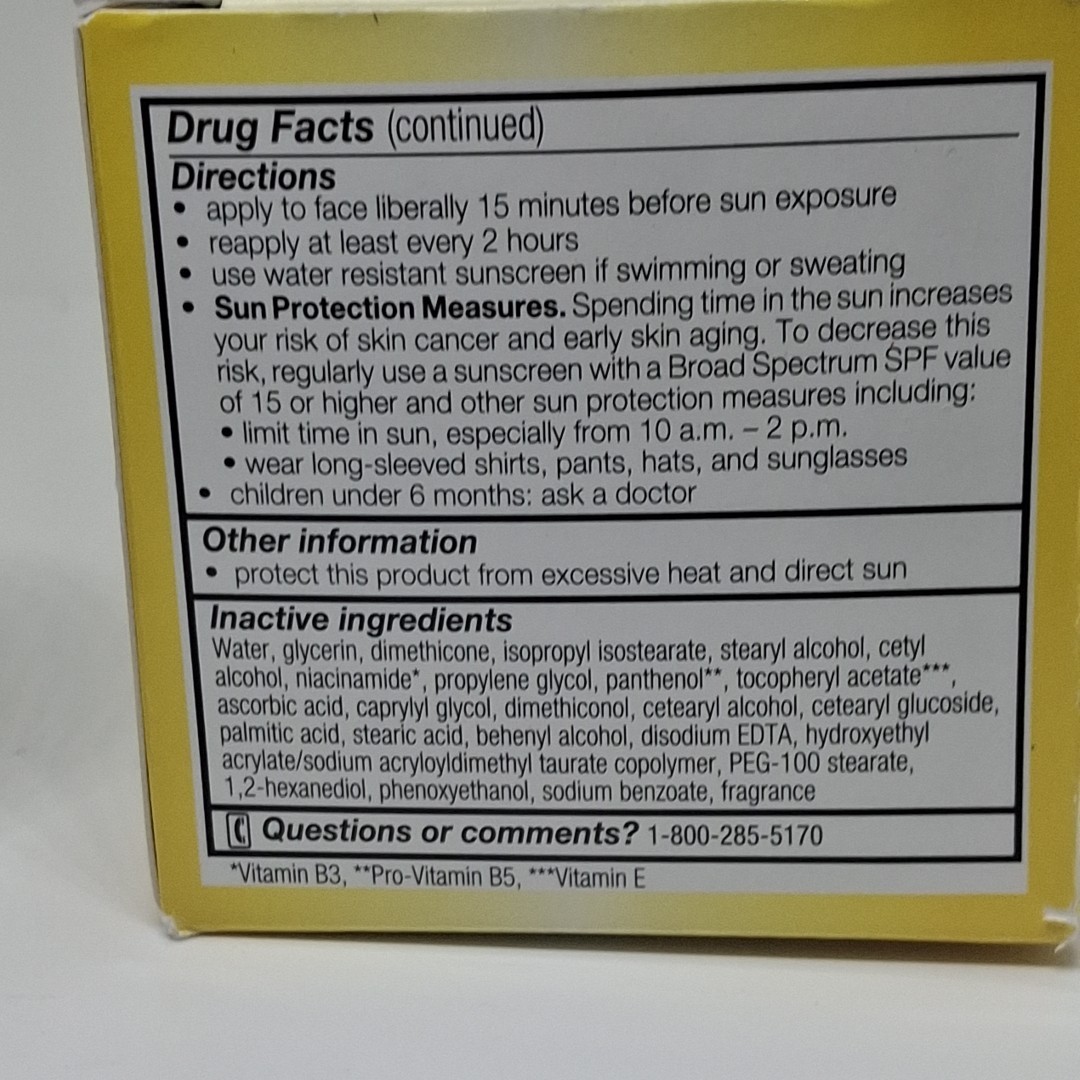 Drug Facts (continued)
Directions
• apply to face liberally 15 minutes before sun exposure
• reapply at least every 2 hours
• use water resistant sunscreen if swimming or sweating
• Sun Protection Measures. Spending time in the sun increases
your risk of skin cancer and early skin aging. To decrease this
risk, regularly use a sunscreen with a Broad Spectrum SPF value
of 15 or higher and other sun protection measures including:
• limit time in sun, especially from 10 a.m. – 2 p.m.
• wear long-sleeved shirts, pants, hats, and sunglasses
• children under 6 months: ask a doctor
Other information
• protect this product from excessive heat and direct sun
Inactive ingredients
Water, glycerin, dimethicone, isopropyl isostearate, stearyl alcohol, cetyl
alcohol, niacinamide*, propylene glycol, panthenol**, tocopheryl acetate***,
ascorbic acid, caprylyl glycol, dimethiconol, cetearyl alcohol, cetearyl glucoside,
palmitic acid, stearic acid, behenyl alcohol, disodium EDTA, hydroxyethyl
acrylate/sodium acryloyldimethyl taurate copolymer, PEG-100 stearate,
1,2-hexanediol, phenoxyethanol, sodium benzoate, fragrance
Questions or comments? 1-800-285-5170
*Vitamin B3, **Pro-Vitamin B5, ***Vitamin E